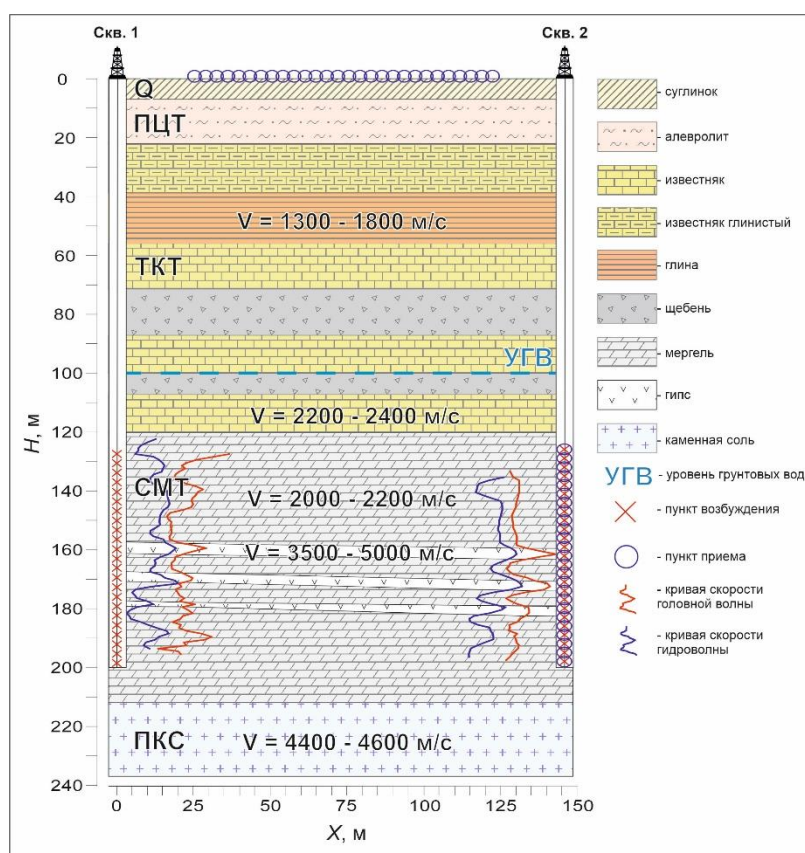 Скв. 1
Скв. 2
0
20
40
60
80
100
120
140
160
180
200
220
240
H, м
Q
ПЦТ
V = 1300 - 1800 м/с
ТКТ
УГВ
V = 2200 - 2400 м/с
СМТ
V = 2000 - 2200 м/с
V = 3500 - 5000 м/с
ПКС
V = 4400 - 4600 м/с
0
25
50
75
100
125
150
X, м
- суглинок
- алевролит
- известняк
- известняк глинистый
- глина
- щебень
- мергель
- гипс
- каменная соль
УГВ - уровень грунтовых вод
- пункт возбуждения
- пункт приема
- кривая скорости
головной волны
- кривая скорости
гидроволны